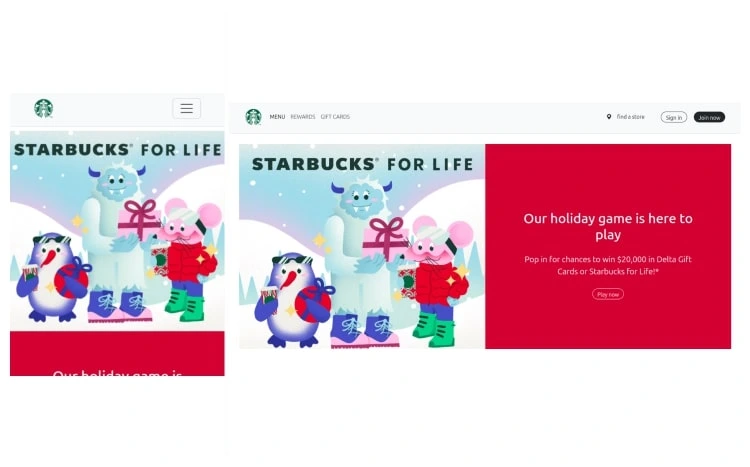 STARBUCKS® FOR LIFE
Our holiday game is
MENU REWARDS GIFT CARDS
find a store
Sign in
Join now
STARBUCKS® FOR LIFE
Our holiday game is here to
play
Pop in for chances to win $20,000 in Delta Gift
Cards or Starbucks For Life!*
Play now